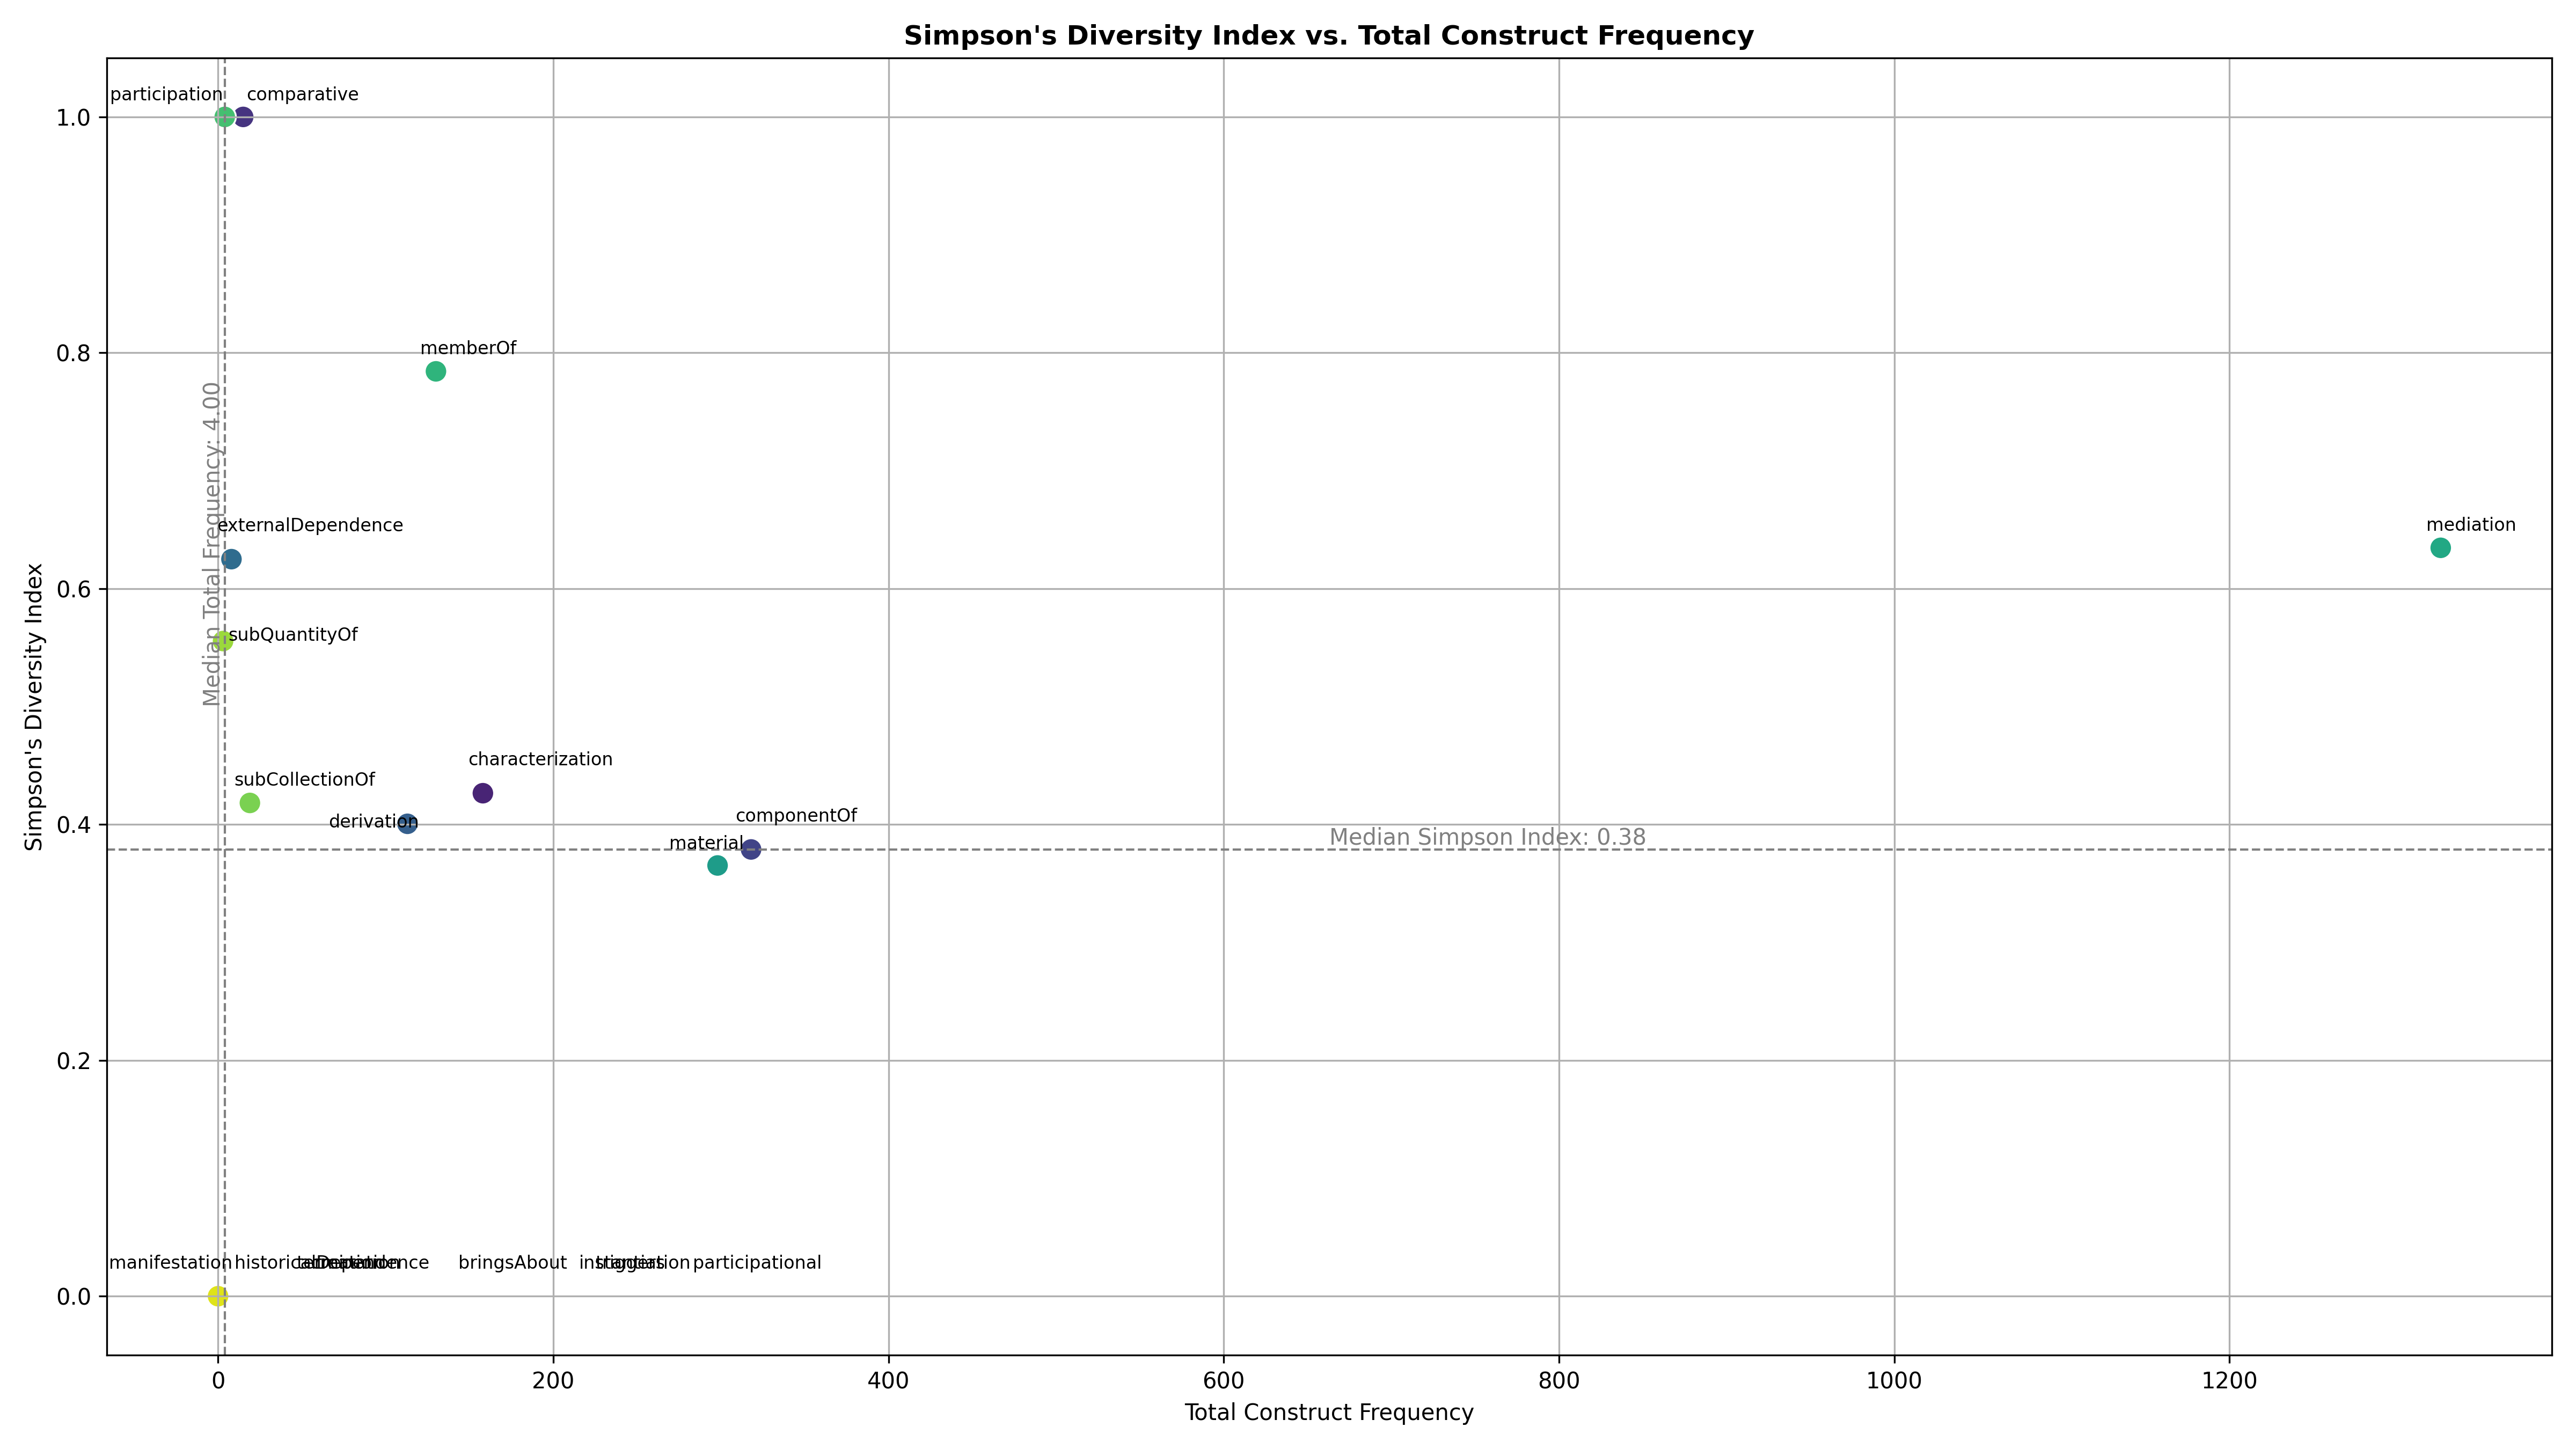 Simpson's Diversity Index vs. Total Construct Frequency
participation
comparative
memberOf
Median Total Frequency: 4.00
externalDependence
mediation
subQuantityOf
characterization
subCollectionOf
componentOf
derivation
material
Median Simpson Index: 0.38
manifestation
bringsAbout
triggers
participational
Simpson's Diversity Index
1.0
0.8
0.6
0.4
0.2
0.0
0 200 400 600 800 1000 1200
Total Construct Frequency